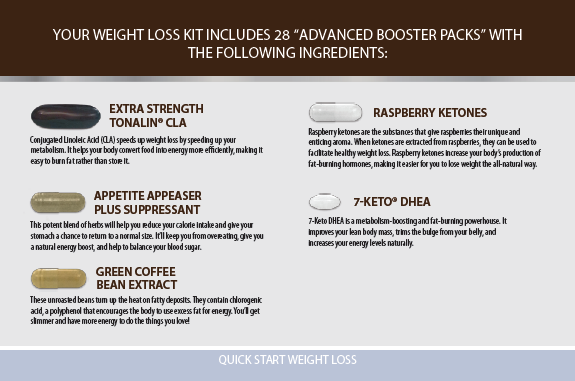 YOUR WEIGHT LOSS KIT INCLUDES 28 “ADVANCED BOOSTER PACKS” WITH
THE FOLLOWING INGREDIENTS:
EXTRA STRENGTH
TONALIN® CLA
Conjugated Linoleic Acid (CLA) speeds up weight loss by speeding up your
metabolism. It helps your body convert food into energy more efficiently, making it
easy to burn fat rather than store it.
APPETITE APPEASER
PLUS SUPPRESSANT
This potent blend of herbs will help you reduce your calorie intake and give your
stomach a chance to return to a normal size. It'll keep you from overeating, give you
a natural energy boost, and help to balance your blood sugar.
GREEN COFFEE
BEAN EXTRACT
These unroasted beans turn up the heat on fatty deposits. They contain chlorogenic
acid, a polyphenol that encourages the body to use excess fat for energy. You'll get
slimmer and have more energy to do the things you love!
RASPBERRY KETONES
Raspberry ketones are the substances that give raspberries their unique and
enticing aroma. When ketones are extracted from raspberries, they can be used to
facilitate healthy weight loss. Raspberry ketones increase your body's production of
fat-burning hormones, making it easier for you to lose weight the all-natural way.
7-KETO® DHEA
7-Keto DHEA is a metabolism-boosting and fat-burning powerhouse. It
improves your lean body mass, trims the bulge from your belly, and
increases your energy levels naturally.
QUICK START WEIGHT LOSS